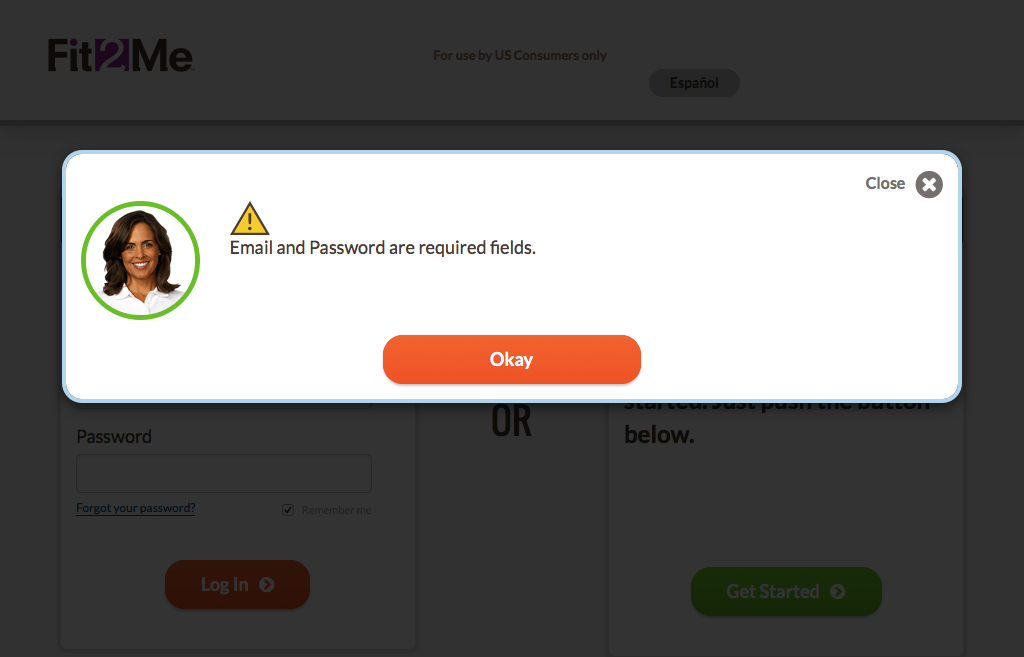 Fit2Me
For use by US Consumers only
Español
Close
Email and Password are required fields.
Okay
started. Just push the button
OR
below.
Password
Forgot your password?
Remember me
Log In
Get Started